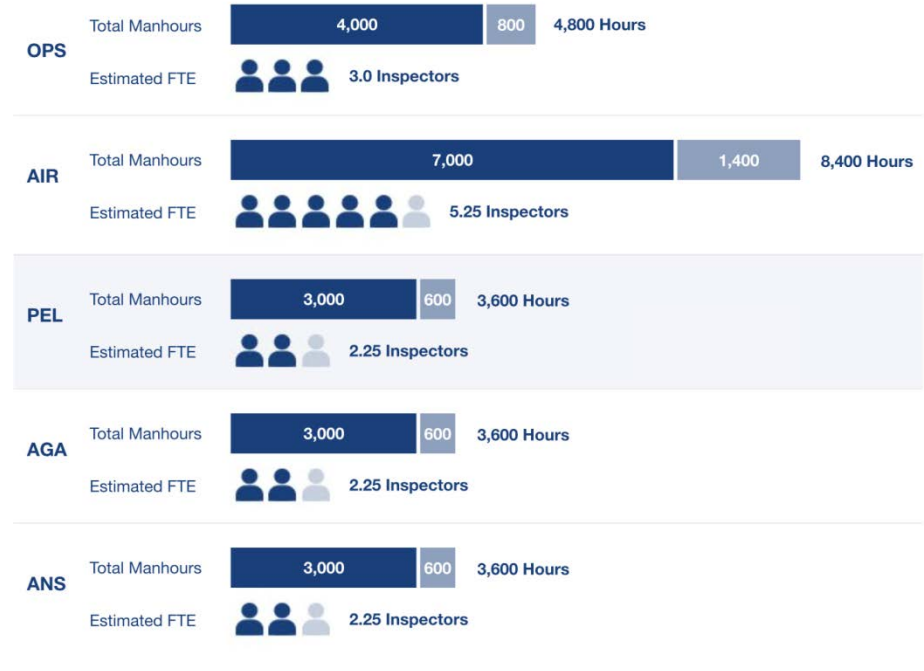 OPS
Total Manhours 4,000 800 4,800 Hours
Estimated FTE 3.0 Inspectors
AIR
Total Manhours 7,000 1,400 8,400 Hours
Estimated FTE 5.25 Inspectors
PEL
Total Manhours 3,000 600 3,600 Hours
Estimated FTE 2.25 Inspectors
AGA
Total Manhours 3,000 600 3,600 Hours
Estimated FTE 2.25 Inspectors
ANS
Total Manhours 3,000 600 3,600 Hours
Estimated FTE 2.25 Inspectors